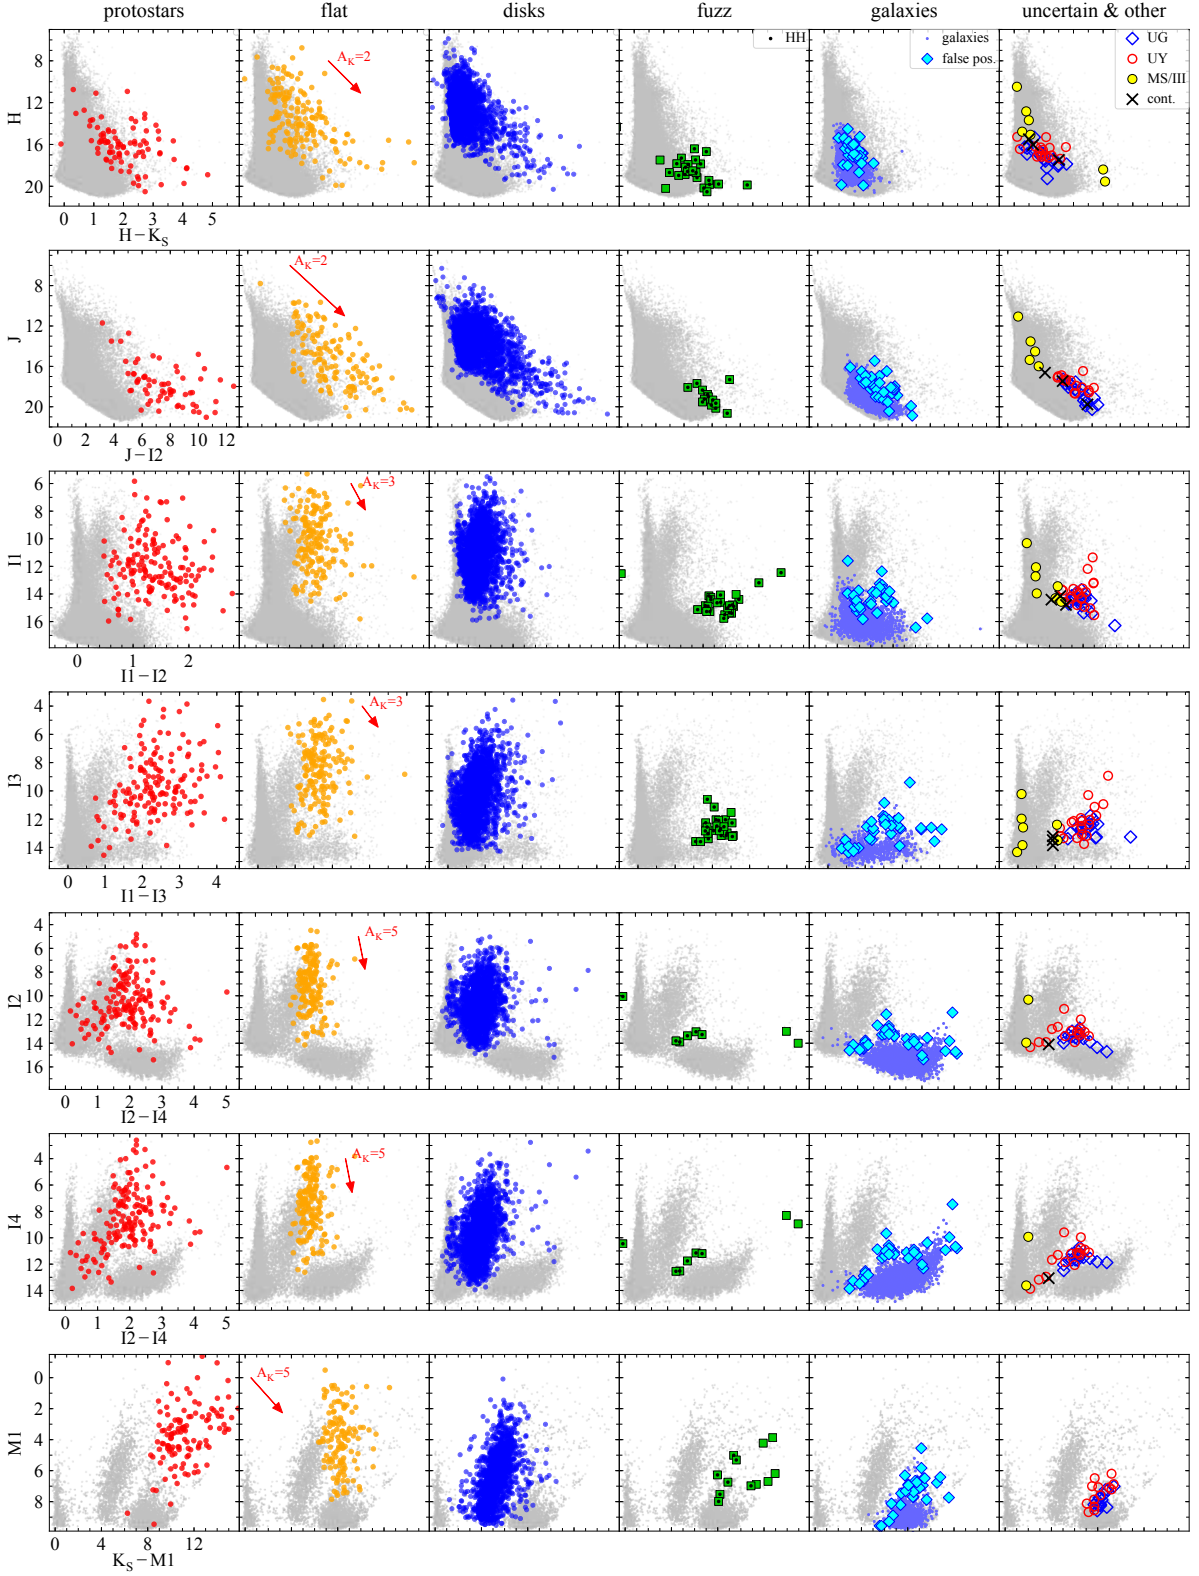 protostars flat disks fuzz galaxies uncertain & other
8
12
16
20
H
A_K=2
HH
galaxies
false pos.
UG
UY
MS/III
cont.
0 1 2 3 4 5
H−K_S
8
12
16
20
J
A_K=2
0 2 4 6 8 10 12
J−I2
6
8
10
12
14
16
I1
A_K=3
0 1 2
I1−I2
4
6
8
10
12
14
I3
A_K=3
0 1 2 3 4
I1−I3
4
6
8
10
12
14
16
I2
A_K=5
0 1 2 3 4 5
I2−I4
4
6
8
10
12
14
I4
A_K=5
0 1 2 3 4 5
I2−I4
0
2
4
6
8
M1
A_K=5
0 4 8 12
K_S−M1